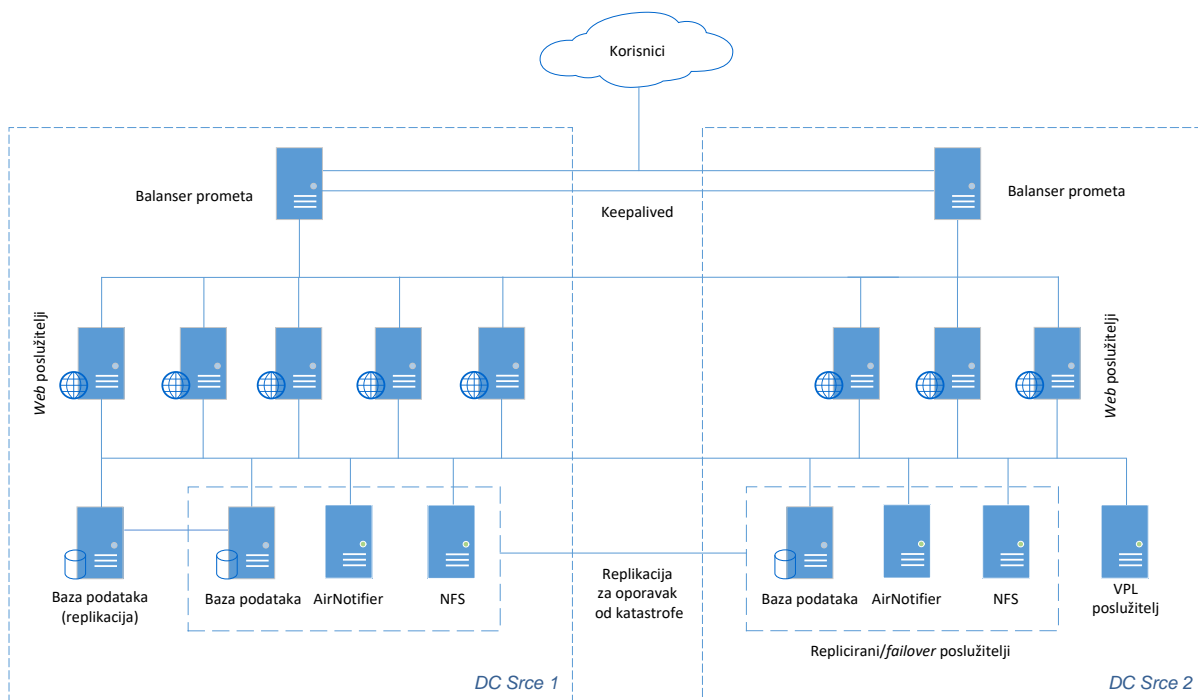 Korisnici
Balanser prometa
Balanser prometa
Keepalived
Web poslužitelji
Web poslužitelji
Baza podataka
(replikacija)
Baza podataka
AirNotifier
NFS
Replikacija
za oporavak
od katastrofe
Baza podataka
AirNotifier
NFS
VPL
poslužitelj
Replicirani/failover poslužitelji
DC Srce 1
DC Srce 2